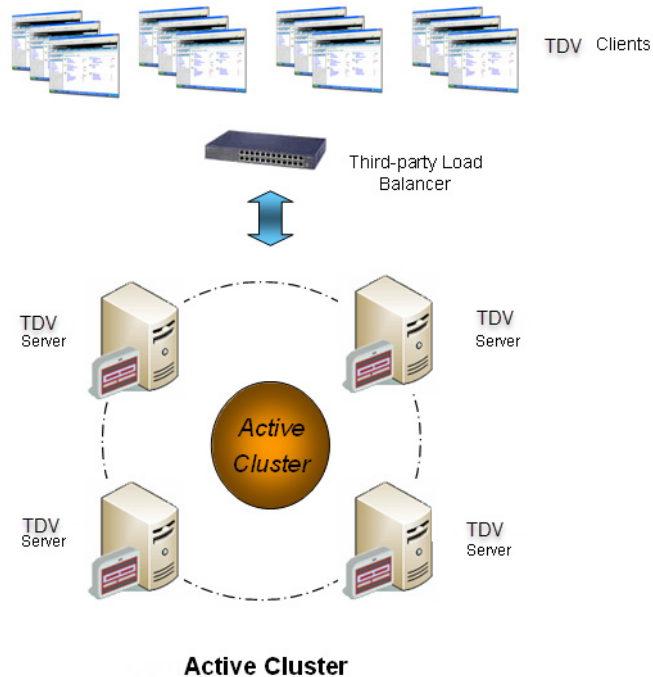 TDV Clients
Third-party Load
Balancer
TDV
Server
TDV
Server
Active
Cluster
TDV
Server
TDV
Server
Active Cluster